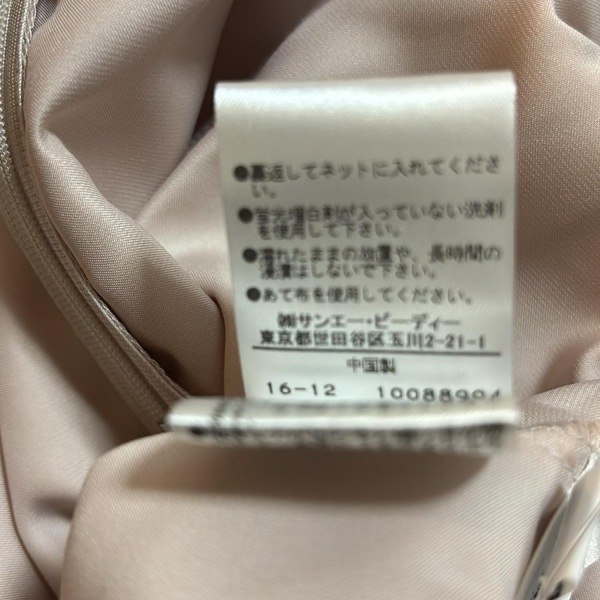 ●裏返してネットに入れてくださ
い。
●蛍光増白剤が入っていない洗剤
を使用して下さい。
●濡れたままの放置や、長時間の
浸漬はしないで下さい。
●あて布を使用してください。
㈱サンエー・ビーディー
東京都世田谷区玉川2-21-1
中国製
16-12 10088994